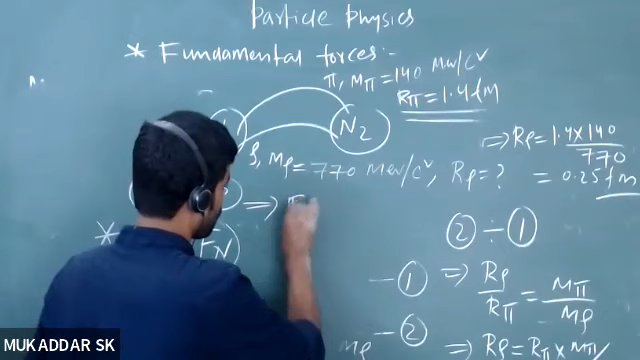 Particle physics
* Fundamental forces:-
π, Mπ = 140 MeV/c²
Rπ = 1.4 fm
N2
ρ, Mρ = 770 MeV/c², Rρ = ?
⇒ Rρ = 1.4 × 140 / 770
= 0.25 fm
⇒ π
② ÷ ①
*
- ① ⇒ Rρ / Rπ = Mπ / Mρ
Mρ - ② ⇒ Rρ = Rπ × Mπ
MUKADDAR SK